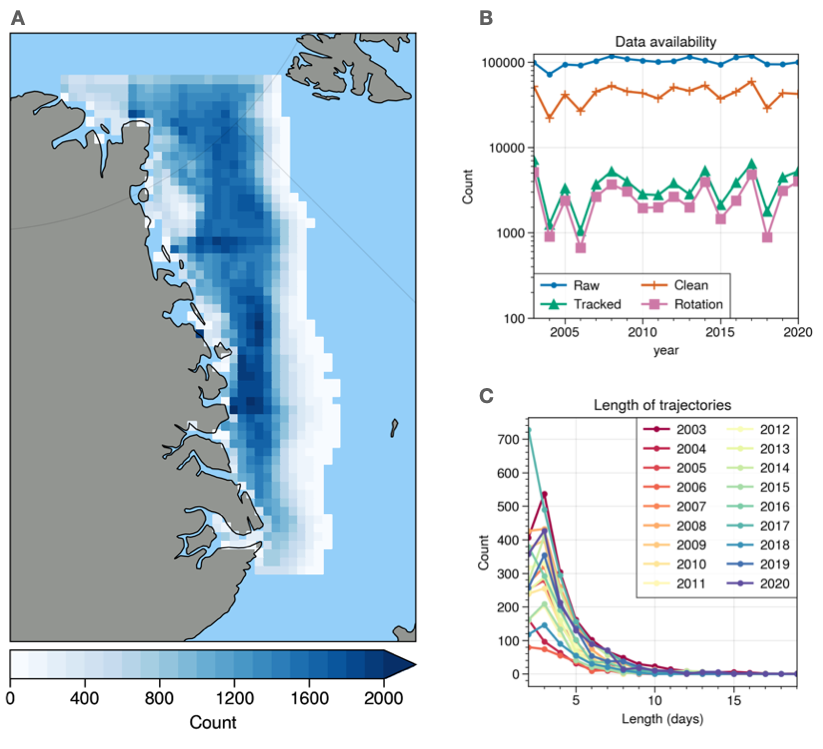 A
0 400 800 1200 1600 2000
Count
B
Data availability
100000
10000
1000
100
Count
Raw Clean
Tracked Rotation
2005 2010 2015 2020
year
C
Length of trajectories
700
600
500
400
300
200
100
0
Count
2003 2012
2004 2013
2005 2014
2006 2015
2007 2016
2008 2017
2009 2018
2010 2019
2011 2020
5 10 15
Length (days)